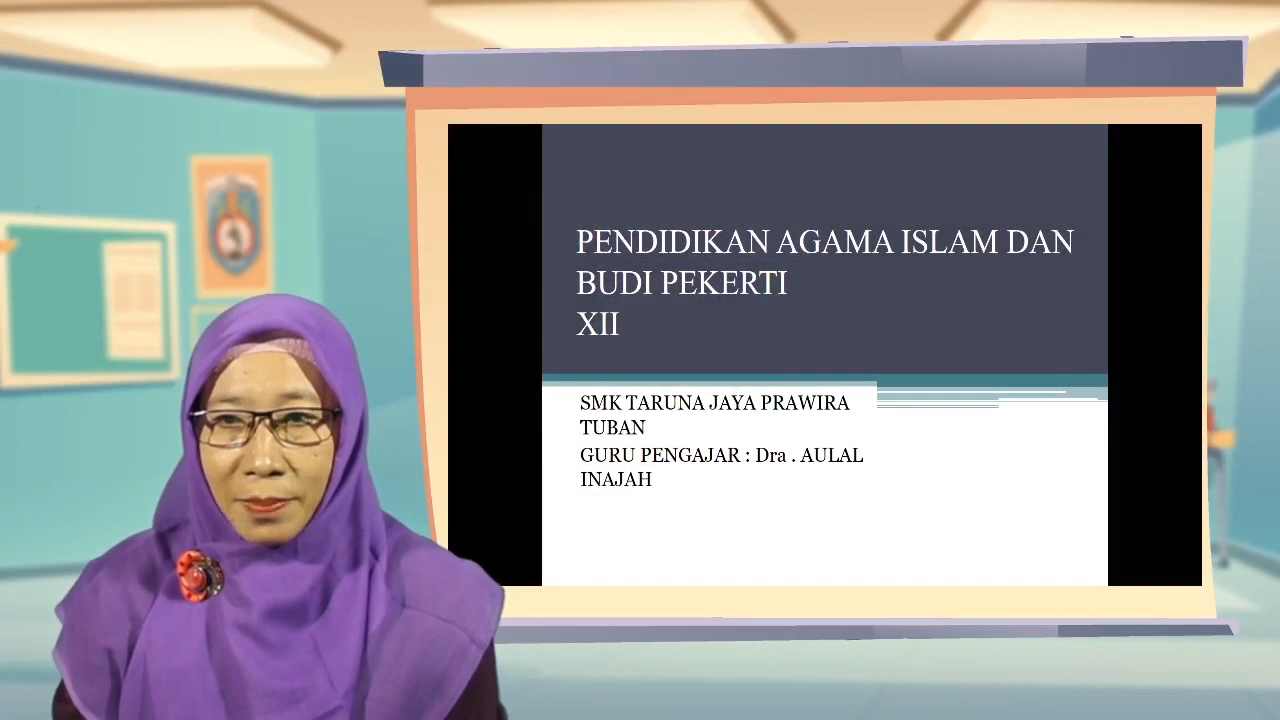 PENDIDIKAN AGAMA ISLAM DAN
BUDI PEKERTI
XII
SMK TARUNA JAYA PRAWIRA
TUBAN
GURU PENGAJAR : Dra . AULAL
INAJAH